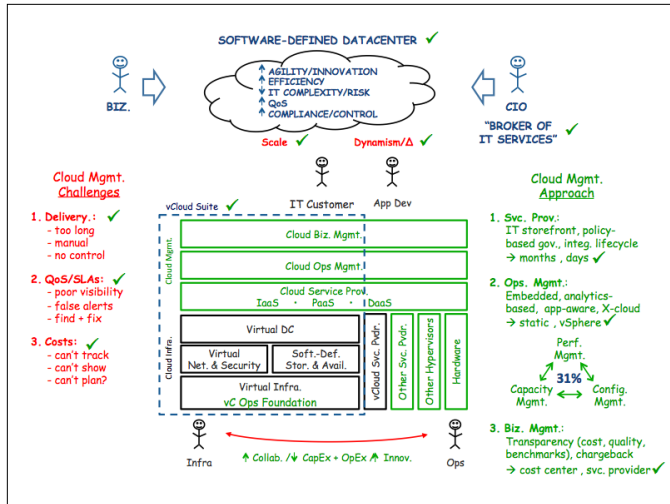 SOFTWARE-DEFINED DATACENTER ✓
↑ AGILITY/INNOVATION
↑ EFFICIENCY
↓ IT COMPLEXITY/RISK
↑ QoS
↑ COMPLIANCE/CONTROL
BIZ.
CIO
"BROKER OF
IT SERVICES" ✓
Scale ✓
Dynamism/Δ ✓
Cloud Mgmt.
Challenges
1. Delivery.: ✓
- too long
- manual
- no control
2. QoS/SLAs: ✓
- poor visibility
- false alerts
- find + fix
3. Costs: ✓
- can't track
- can't show
- can't plan?
vCloud Suite ✓
IT Customer
App Dev
Cloud Mgmt.
Cloud Biz. Mgmt.
Cloud Ops Mgmt.
Cloud Service Prov.
IaaS · PaaS · DaaS
Cloud Infra.
Virtual DC
Virtual
Net. & Security
Soft.-Def.
Stor. & Avail.
Virtual Infra.
vC Ops Foundation
vCloud Svc. Pvdr.
Other Svc. Pvdr.
Other Hypervisors
Hardware
Infra
Ops
↑ Collab. /↓ CapEx + OpEx /↑ Innov.
Cloud Mgmt.
Approach
1. Svc. Prov.:
IT storefront, policy-
based gov., integ. lifecycle
→ months , days ✓
2. Ops. Mgmt.:
Embedded, analytics-
based, app-aware, X-cloud
→ static , vSphere ✓
Perf.
Mgmt.
31%
Capacity
Mgmt.
Config.
Mgmt.
3. Biz. Mgmt.:
Transparency (cost, quality,
benchmarks), chargeback
→ cost center , svc. provider ✓